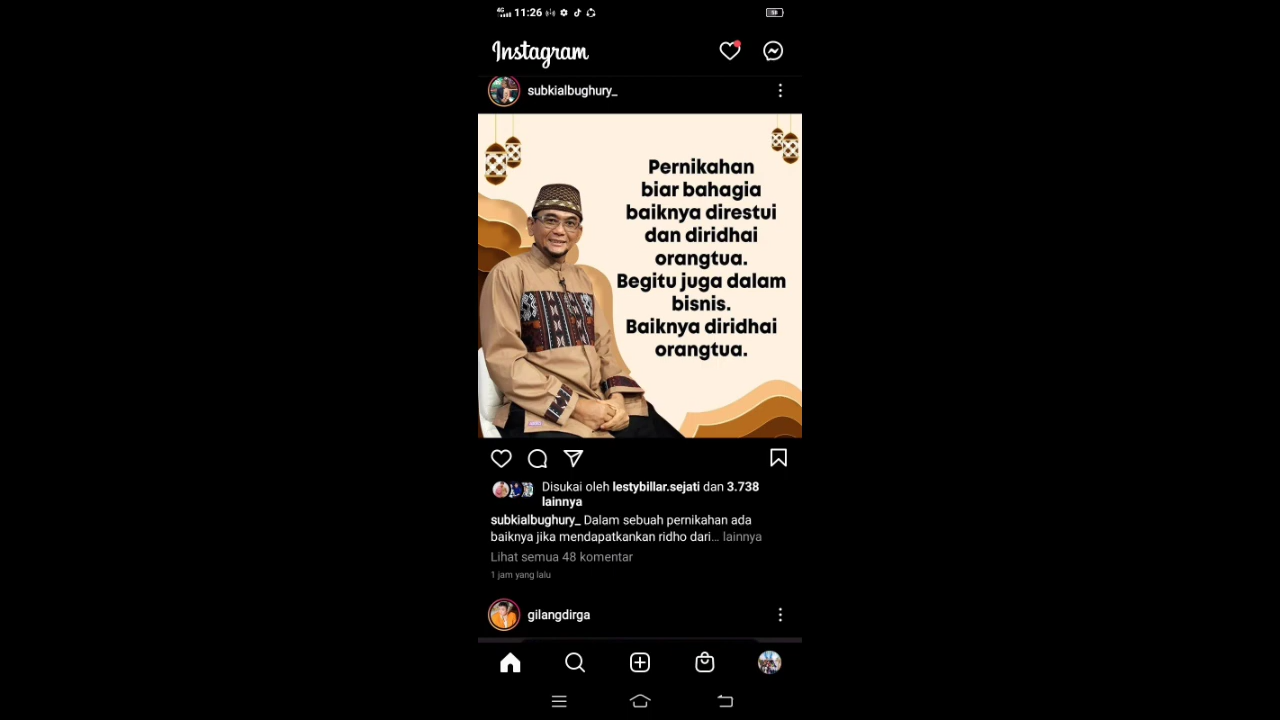 4G 11:26
Instagram
subkialbughury_
Pernikahan
biar bahagia
baiknya direstui
dan diridhai
orangtua.
Begitu juga dalam
bisnis.
Baiknya diridhai
orangtua.
Disukai oleh lestybillar.sejati dan 3.738
lainnya
subkialbughury_ Dalam sebuah pernikahan ada
baiknya jika mendapatkankan ridho dari... lainnya
Lihat semua 48 komentar
1 jam yang lalu
gilangdirga